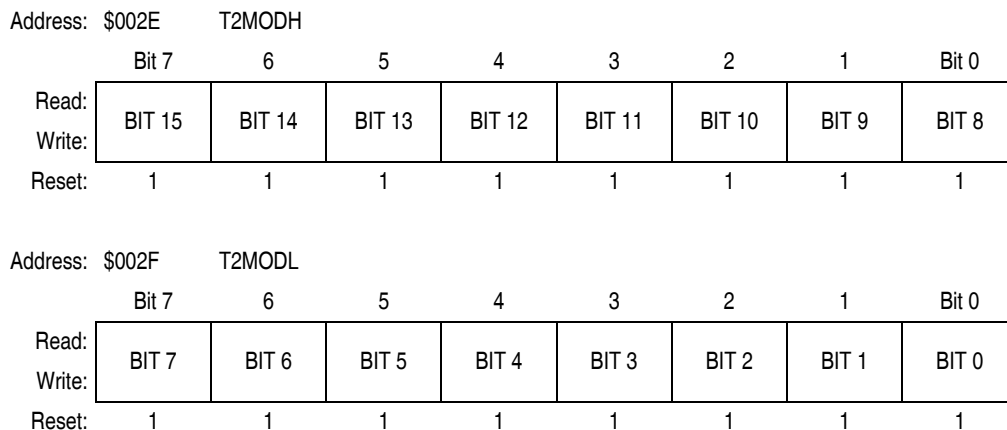 Address: $002E T2MODH
Bit 7 6 5 4 3 2 1 Bit 0
Read:
BIT 15 BIT 14 BIT 13 BIT 12 BIT 11 BIT 10 BIT 9 BIT 8
Write:
Reset: 1 1 1 1 1 1 1 1
Address: $002F T2MODL
Bit 7 6 5 4 3 2 1 Bit 0
Read:
BIT 7 BIT 6 BIT 5 BIT 4 BIT 3 BIT 2 BIT 1 BIT 0
Write:
Reset: 1 1 1 1 1 1 1 1